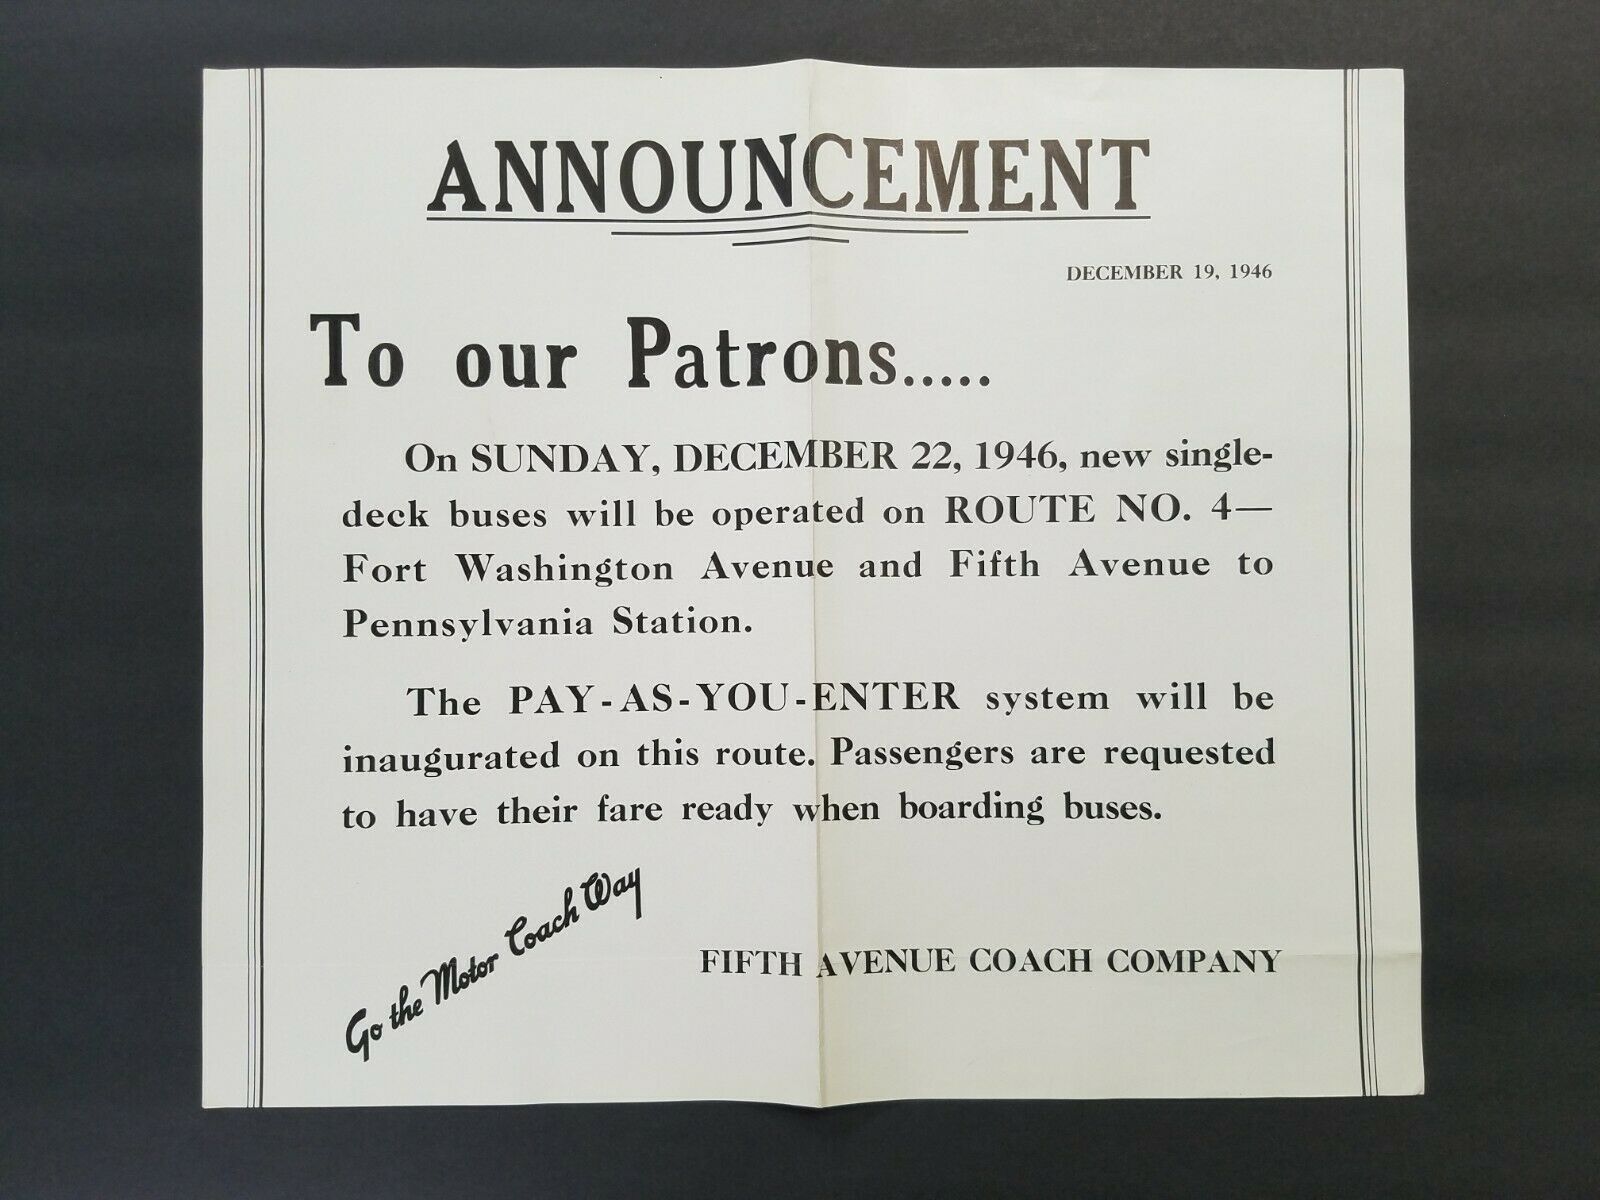 ANNOUNCEMENT
DECEMBER 19, 1946
To our Patrons.....
On SUNDAY, DECEMBER 22, 1946, new single-
deck buses will be operated on ROUTE NO. 4—
Fort Washington Avenue and Fifth Avenue to
Pennsylvania Station.
The PAY-AS-YOU-ENTER system will be
inaugurated on this route. Passengers are requested
to have their fare ready when boarding buses.
Go the Motor Coach Way
FIFTH AVENUE COACH COMPANY